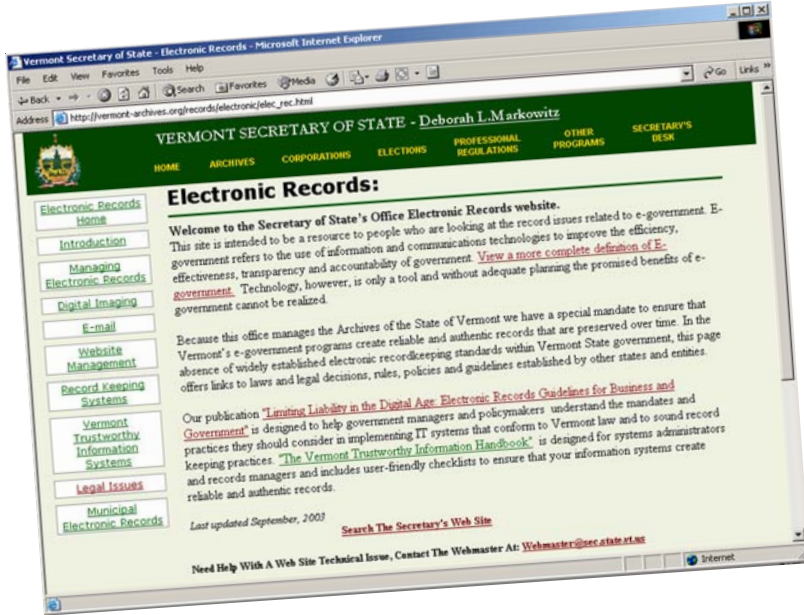 Vermont Secretary of State - Electronic Records - Microsoft Internet Explorer
File Edit View Favorites Tools Help
Back Search Favorites Media Go Links »
Address http://vermont-archives.org/records/electronic/elec_rec.html
VERMONT SECRETARY OF STATE - Deborah L.Markowitz
HOME ARCHIVES CORPORATIONS ELECTIONS PROFESSIONAL REGULATIONS OTHER PROGRAMS SECRETARY'S DESK
Electronic Records
Home
Introduction
Managing
Electronic Records
Digital Imaging
E-mail
Website
Management
Record Keeping
Systems
Vermont
Trustworthy
Information
Systems
Legal Issues
Municipal
Electronic Records
Electronic Records:
Welcome to the Secretary of State's Office Electronic Records website.
This site is intended to be a resource to people who are looking at the record issues related to e-government. E-
government refers to the use of information and communications technologies to improve the efficiency,
effectiveness, transparency and accountability of government. View a more complete definition of E-
government. Technology, however, is only a tool and without adequate planning the promised benefits of e-
government cannot be realized.
Because this office manages the Archives of the State of Vermont we have a special mandate to ensure that
Vermont's e-government programs create reliable and authentic records that are preserved over time. In the
absence of widely established electronic recordkeeping standards within Vermont State government, this page
offers links to laws and legal decisions, rules, policies and guidelines established by other states and entities.
Our publication "Limiting Liability in the Digital Age: Electronic Records Guidelines for Business and
Government" is designed to help government managers and policymakers understand the mandates and
practices they should consider in implementing IT systems that conform to Vermont law and to sound record
keeping practices. "The Vermont Trustworthy Information Handbook" is designed for systems administrators
and records managers and includes user-friendly checklists to ensure that your information systems create
reliable and authentic records.
Last updated September, 2003
Search The Secretary's Web Site
Need Help With A Web Site Technical Issue, Contact The Webmaster At: Webmaster@sec.state.vt.us
Internet